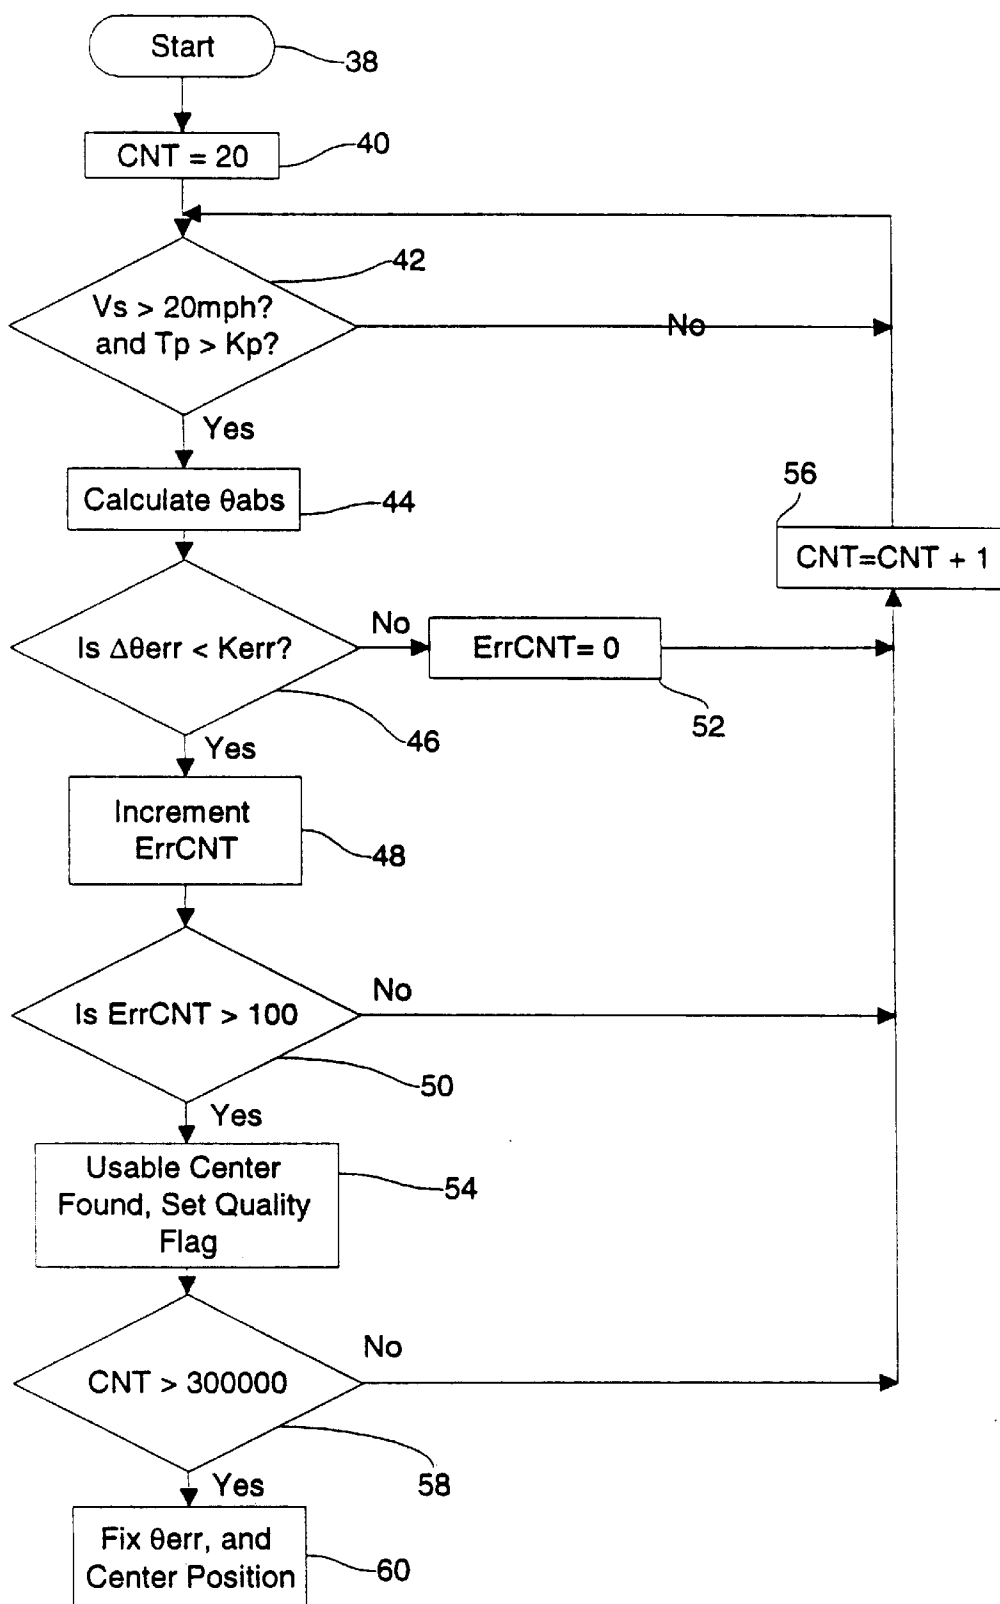 Start
38
CNT = 20
40
42
Vs > 20mph?
and Tp > Kp?
No
Yes
Calculate θabs
44
56
CNT=CNT + 1
Is Δθerr < Kerr?
No
ErrCNT= 0
52
46
Yes
Increment
ErrCNT
48
Is ErrCNT > 100
No
50
Yes
Usable Center
Found, Set Quality
Flag
54
CNT > 300000
No
58
Yes
Fix θerr, and
Center Position
60